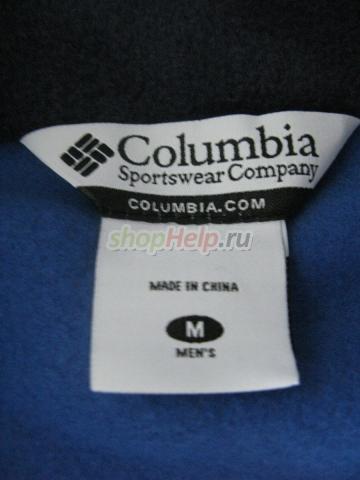 Columbia
Sportswear Company
COLUMBIA.COM
shopHelp.ru
MADE IN CHINA
M
MEN'S